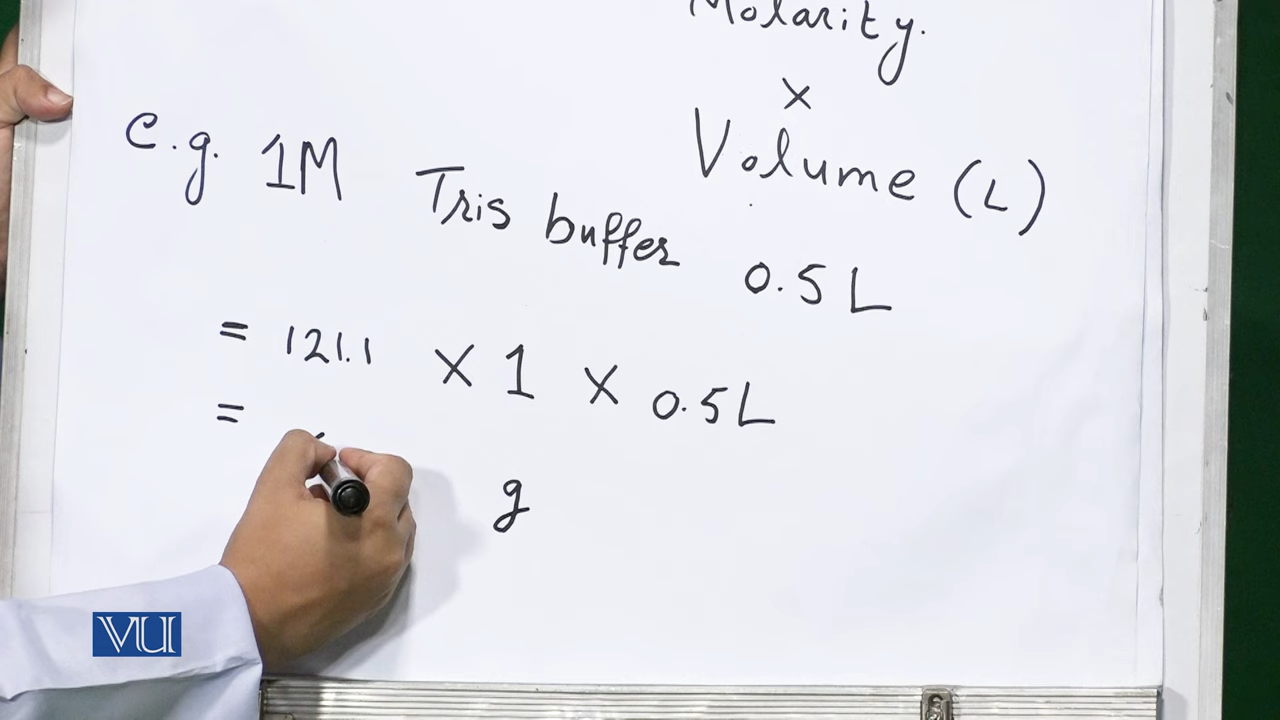 Molarity.
×
Volume (L)
e.g. 1M Tris buffer 0.5 L
= 121.1 × 1 × 0.5L
=
g
VU